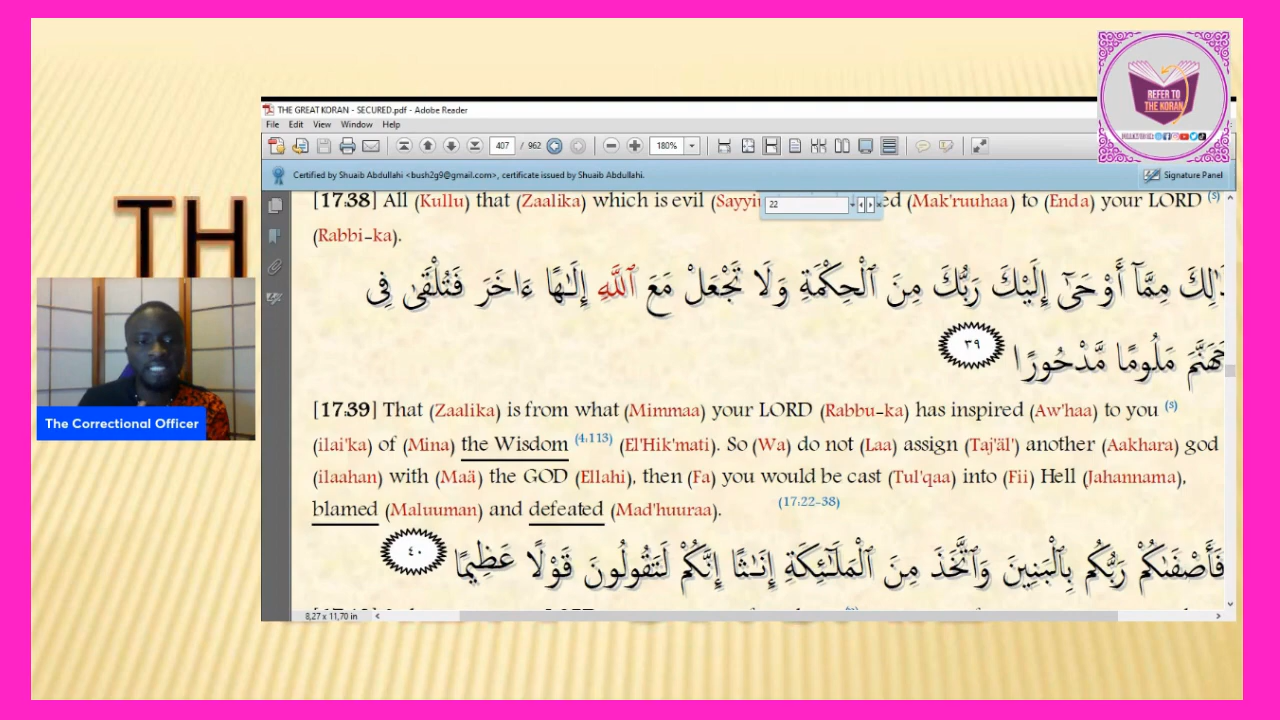 TH
REFER TO
THE KORAN
THE GREAT KORAN - SECURED.pdf - Adobe Reader
File Edit View Window Help
407 / 962 180%
Certified by Shuaib Abdullahi <bush2g9@gmail.com>, certificate issued by Shuaib Abdullahi.
Signature Panel
22
[17:38] All (Kullu) that (Zaalika) which is evil (Sayyi ed (Mak'ruuhaa) to (Enda) your LORD (s)
(Rabbi-ka).
ذَٰلِكَ مِمَّآ أَوْحَىٰٓ إِلَيْكَ رَبُّكَ مِنَ ٱلْحِكْمَةِ وَلَا تَجْعَلْ مَعَ ٱللَّهِ إِلَـٰهًا ءَاخَرَ فَتُلْقَىٰ فِى
جَهَنَّمَ مَلُومًا مَّدْحُورًا ٣٩
[17:39] That (Zaalika) is from what (Mimmaa) your LORD (Rabbu-ka) has inspired (Aw'haa) to you (s)
(ilai'ka) of (Mina) the Wisdom (4:113) (El'Hik'mati). So (Wa) do not (Laa) assign (Taj'äl') another (Aakhara) god
(ilaahan) with (Maä) the GOD (Ellahi), then (Fa) you would be cast (Tul'qaa) into (Fii) Hell (Jahannama),
blamed (Maluuman) and defeated (Mad'huuraa). (17:22-38)
أَفَأَصْفَىٰكُمْ رَبُّكُم بِٱلْبَنِينَ وَٱتَّخَذَ مِنَ ٱلْمَلَـٰٓئِكَةِ إِنَـٰثًا إِنَّكُمْ لَتَقُولُونَ قَوْلًا عَظِيمًا ٤٠
8,27 x 11,70 in
The Correctional Officer